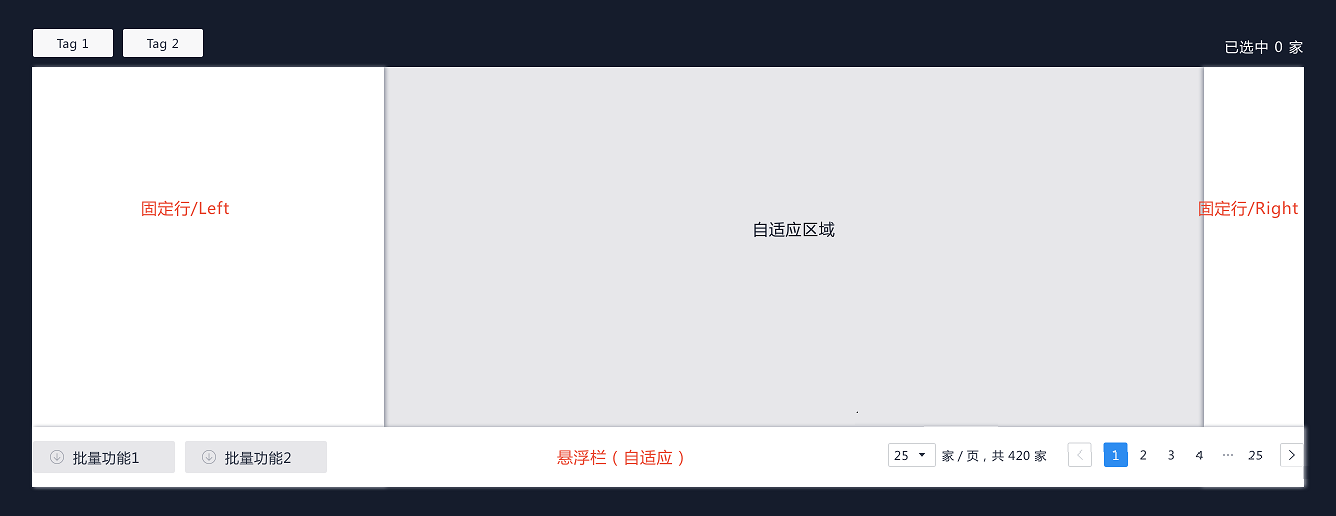 Tag 1 Tag 2
已选中 0 家
固定行/Left
固定行/Right
自适应区域
批量功能1 批量功能2 悬浮栏（自适应） 25 家 / 页，共 420 家 1 2 3 4 ··· 25